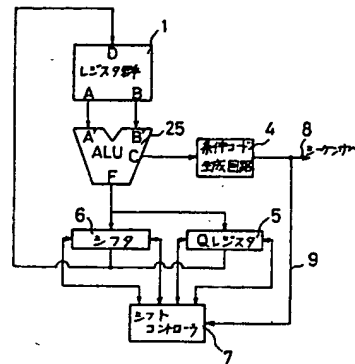 1
D
レジスタ群
A B
A B 25
ALU C
F
条件コード
生成回路
4
8
シーケンサへ
6
シフタ
5
Qレジスタ
9
シフト
コントローラ
7